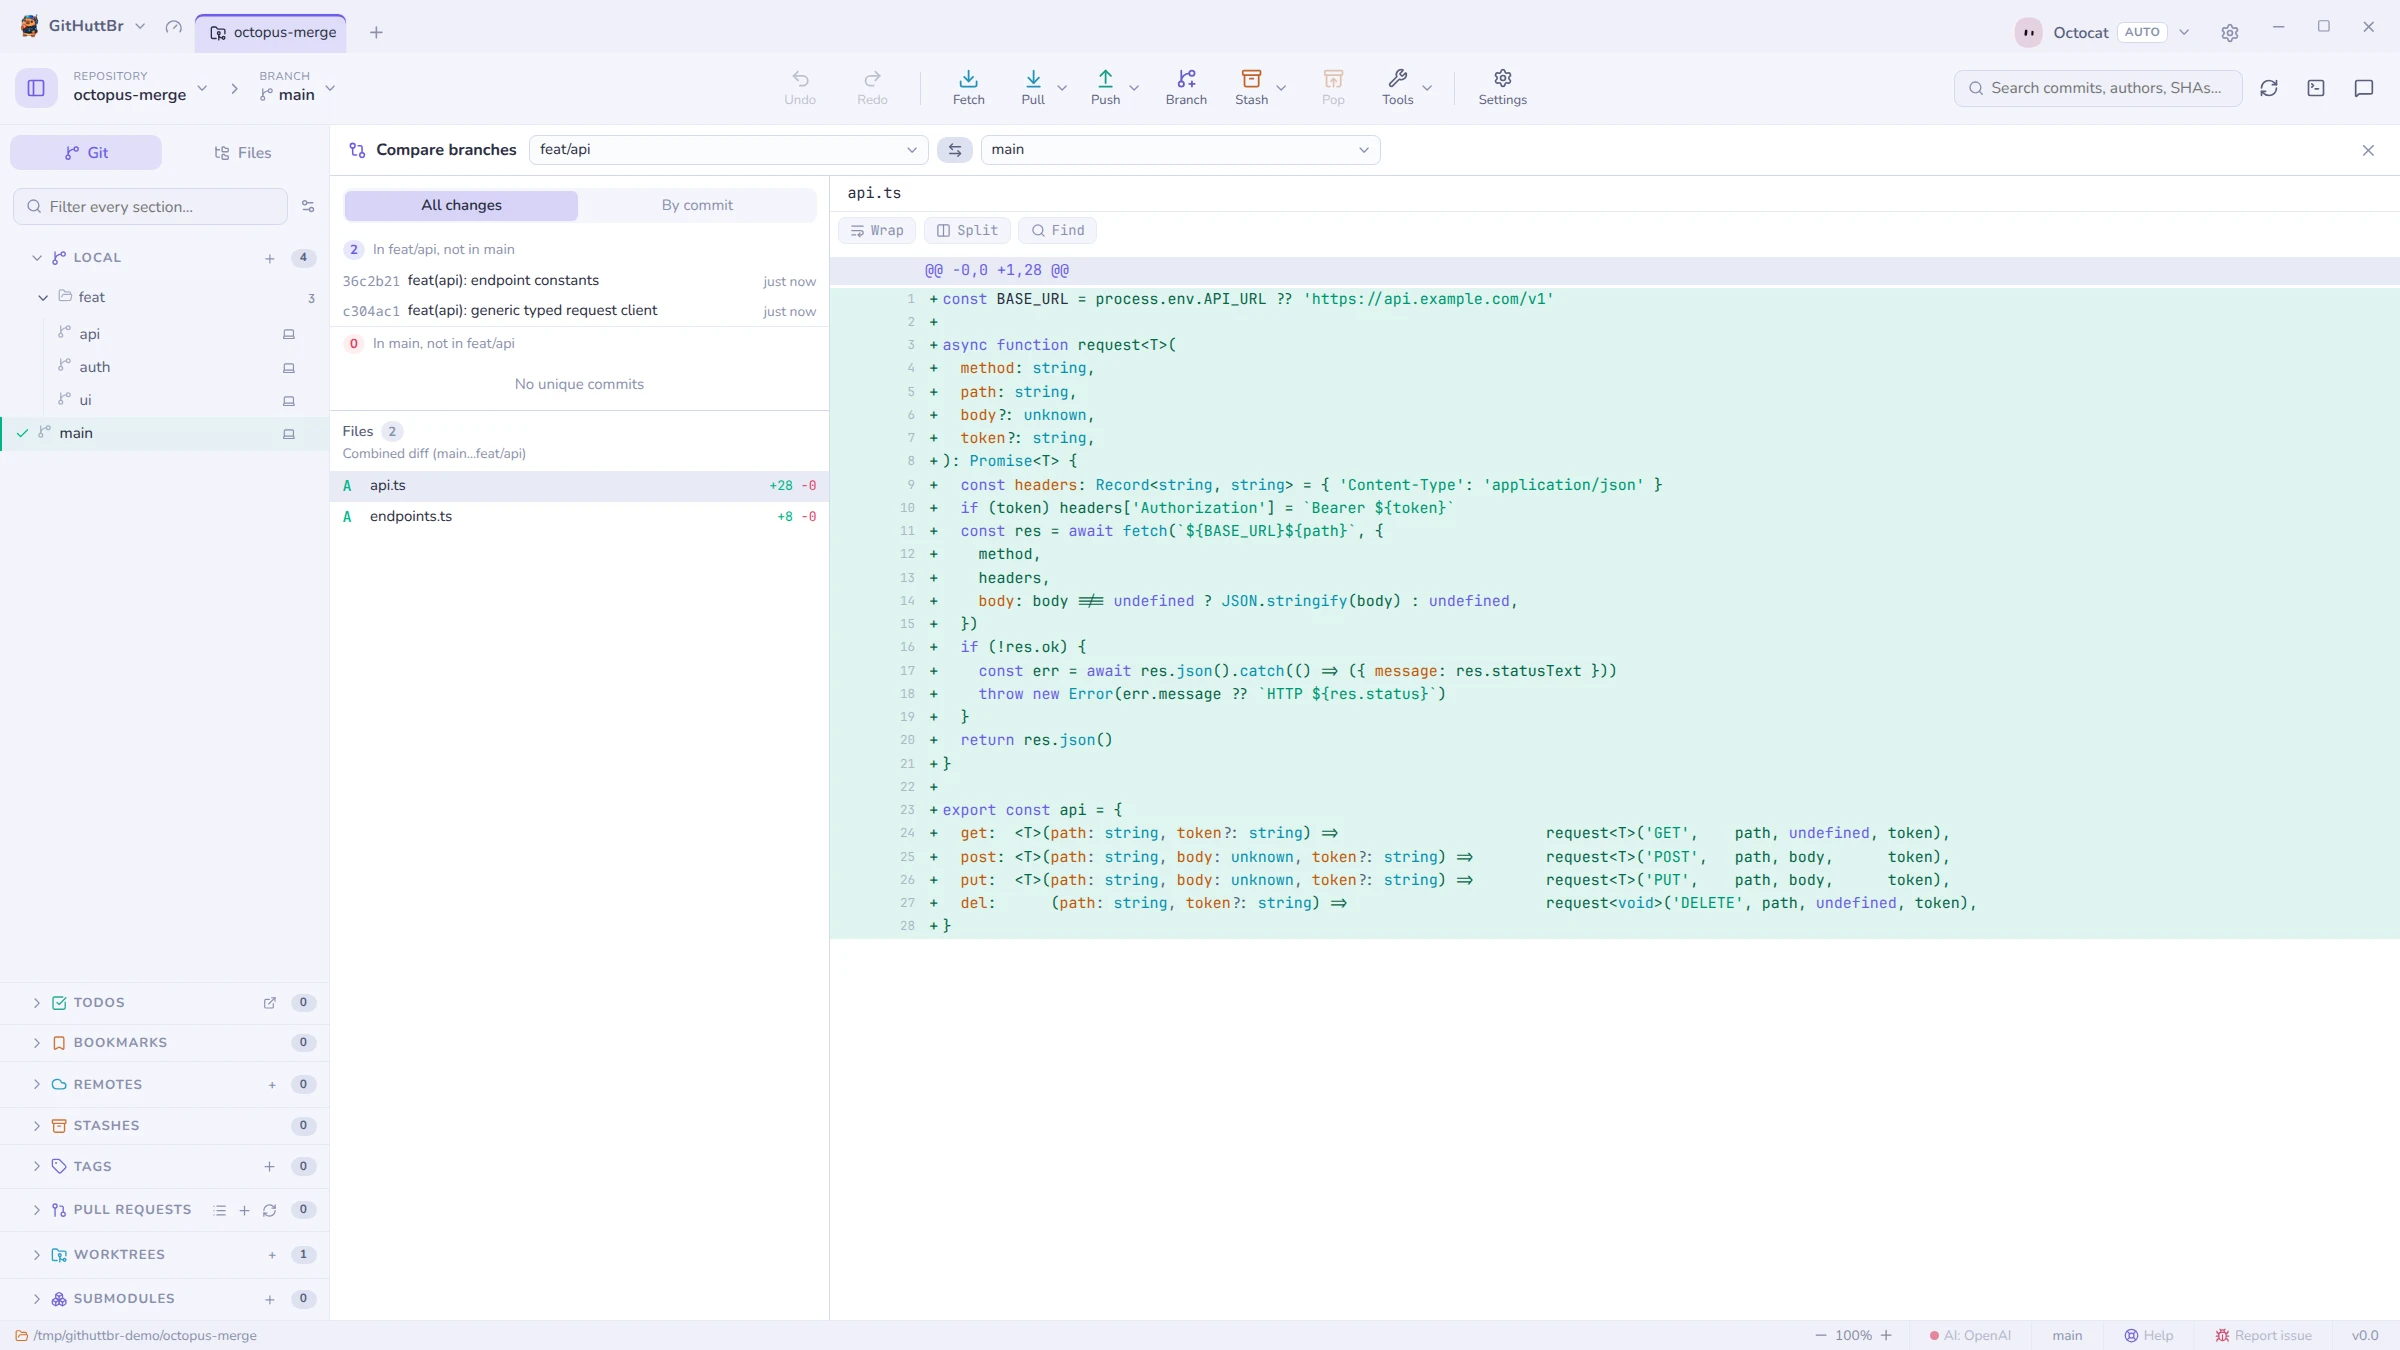 GitHuttBr
octopus-merge
Octocat AUTO
REPOSITORY
octopus-merge
BRANCH
main
Undo
Redo
Fetch
Pull
Push
Branch
Stash
Pop
Tools
Settings
Search commits, authors, SHAs...
Git
Files
Filter every section...
LOCAL 4
feat 3
api
auth
ui
main
TODOS 0
BOOKMARKS 0
REMOTES 0
STASHES 0
TAGS 0
PULL REQUESTS 0
WORKTREES 1
SUBMODULES 0
Compare branches feat/api main
All changes By commit
2 In feat/api, not in main
36c2b21 feat(api): endpoint constants just now
c304ac1 feat(api): generic typed request client just now
0 In main, not in feat/api
No unique commits
Files 2
Combined diff (main...feat/api)
A api.ts +28 -0
A endpoints.ts +8 -0
api.ts
Wrap Split Find
@@ -0,0 +1,28 @@
1 +const BASE_URL = process.env.API_URL ?? 'https://api.example.com/v1'
2 +
3 +async function request<T>(
4 +  method: string,
5 +  path: string,
6 +  body?: unknown,
7 +  token?: string,
8 +): Promise<T> {
9 +  const headers: Record<string, string> = { 'Content-Type': 'application/json' }
10 +  if (token) headers['Authorization'] = `Bearer ${token}`
11 +  const res = await fetch(`${BASE_URL}${path}`, {
12 +    method,
13 +    headers,
14 +    body: body !== undefined ? JSON.stringify(body) : undefined,
15 +  })
16 +  if (!res.ok) {
17 +    const err = await res.json().catch(() => ({ message: res.statusText }))
18 +    throw new Error(err.message ?? `HTTP ${res.status}`)
19 +  }
20 +  return res.json()
21 +}
22 +
23 +export const api = {
24 +  get:  <T>(path: string, token?: string) =>                       request<T>('GET',    path, undefined, token),
25 +  post: <T>(path: string, body: unknown, token?: string) =>        request<T>('POST',   path, body,      token),
26 +  put:  <T>(path: string, body: unknown, token?: string) =>        request<T>('PUT',    path, body,      token),
27 +  del:      (path: string, token?: string) =>                      request<void>('DELETE', path, undefined, token),
28 +}
/tmp/githuttbr-demo/octopus-merge
100%
AI: OpenAI
main
Help
Report issue
v0.0